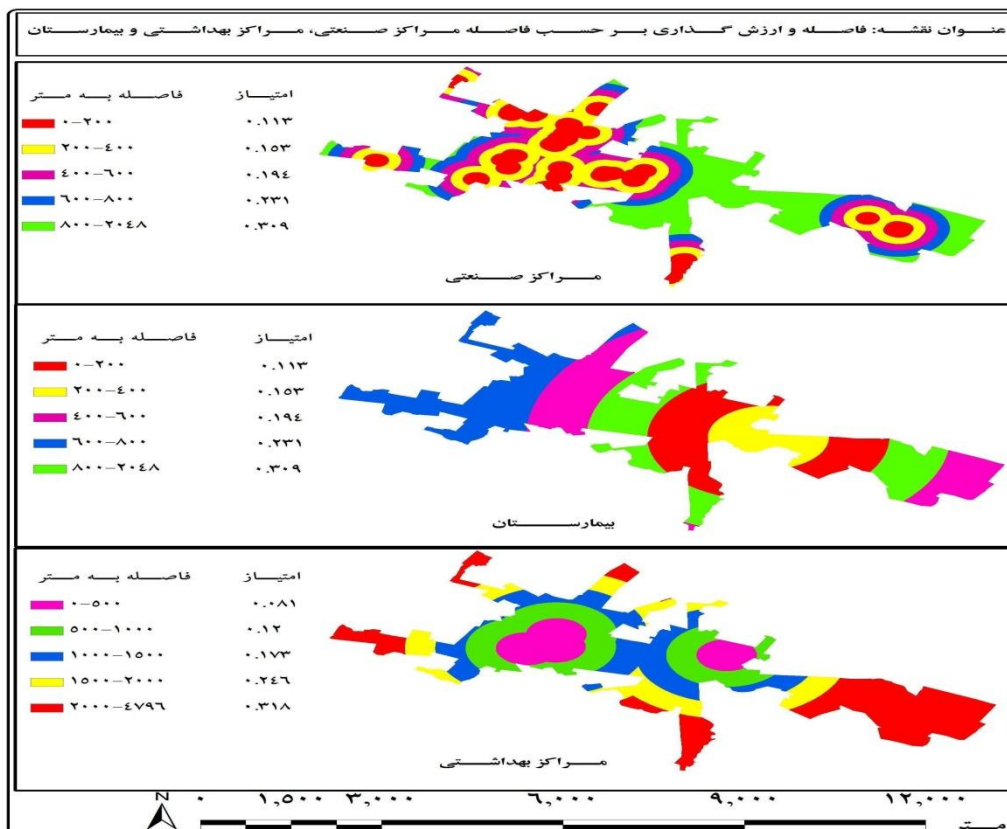 عنوان نقشه: فاصله و ارزش گذاری بر حسب فاصله مراکز صنعتی، مراکز بهداشتی و بیمارستان
فاصله به متر امتیاز
۰-۲۰۰ ۰.۱۱۳
۲۰۰-۴۰۰ ۰.۱۵۳
۴۰۰-۶۰۰ ۰.۱۹۴
۶۰۰-۸۰۰ ۰.۲۳۱
۸۰۰-۲۰۴۸ ۰.۳۰۹
مراکز صنعتی
فاصله به متر امتیاز
۰-۲۰۰ ۰.۱۱۳
۲۰۰-۴۰۰ ۰.۱۵۳
۴۰۰-۶۰۰ ۰.۱۹۴
۶۰۰-۸۰۰ ۰.۲۳۱
۸۰۰-۲۰۴۸ ۰.۳۰۹
بیمارستان
فاصله به متر امتیاز
۰-۵۰۰ ۰.۰۸۱
۵۰۰-۱۰۰۰ ۰.۱۲
۱۰۰۰-۱۵۰۰ ۰.۱۷۳
۱۵۰۰-۲۰۰۰ ۰.۲۴۶
۲۰۰۰-۴۷۹۶ ۰.۳۱۸
مراکز بهداشتی
N
۰ ۱,۵۰۰ ۳,۰۰۰ ۶,۰۰۰ ۹,۰۰۰ ۱۲,۰۰۰
متر